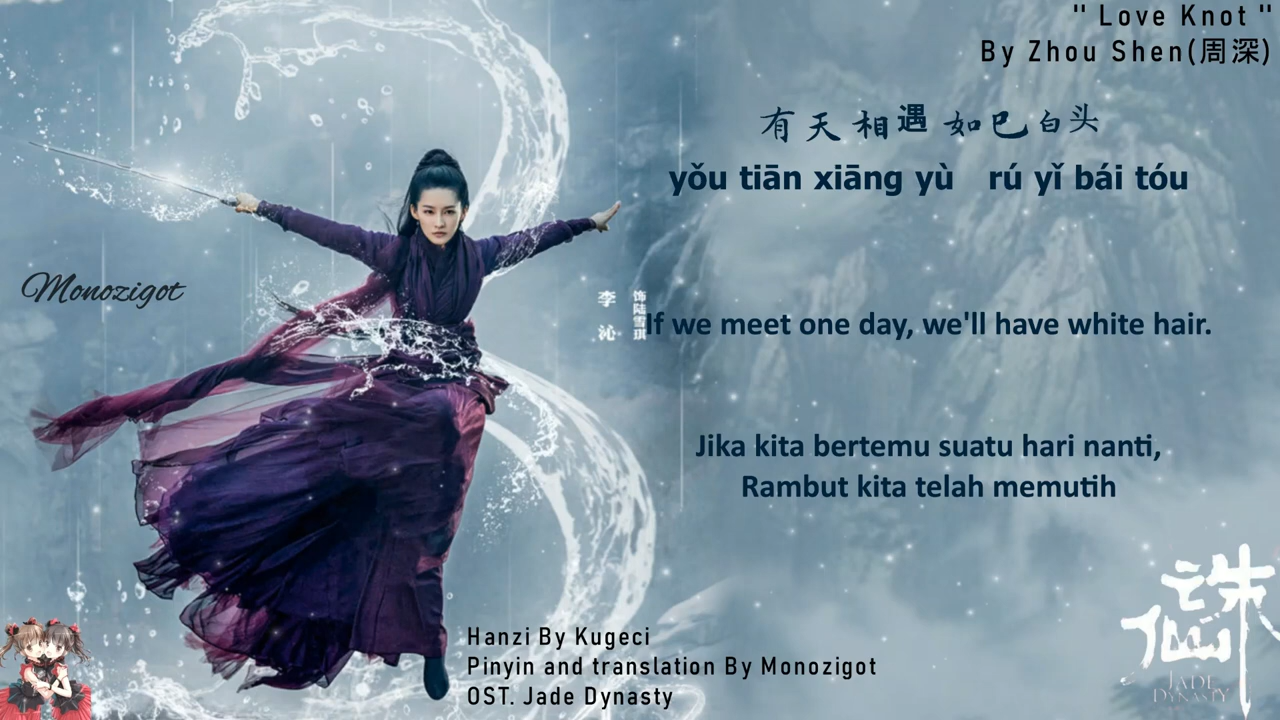 " Love Knot "
By Zhou Shen(周深)
有天相遇 如已白头
yǒu tiān xiāng yù rú yǐ bái tóu
Monozigot
李沁
饰陆雪琪
If we meet one day, we'll have white hair.
Jika kita bertemu suatu hari nanti,
Rambut kita telah memutih
Hanzi By Kugeci
Pinyin and translation By Monozigot
OST. Jade Dynasty
诛仙
JADE
DYNASTY